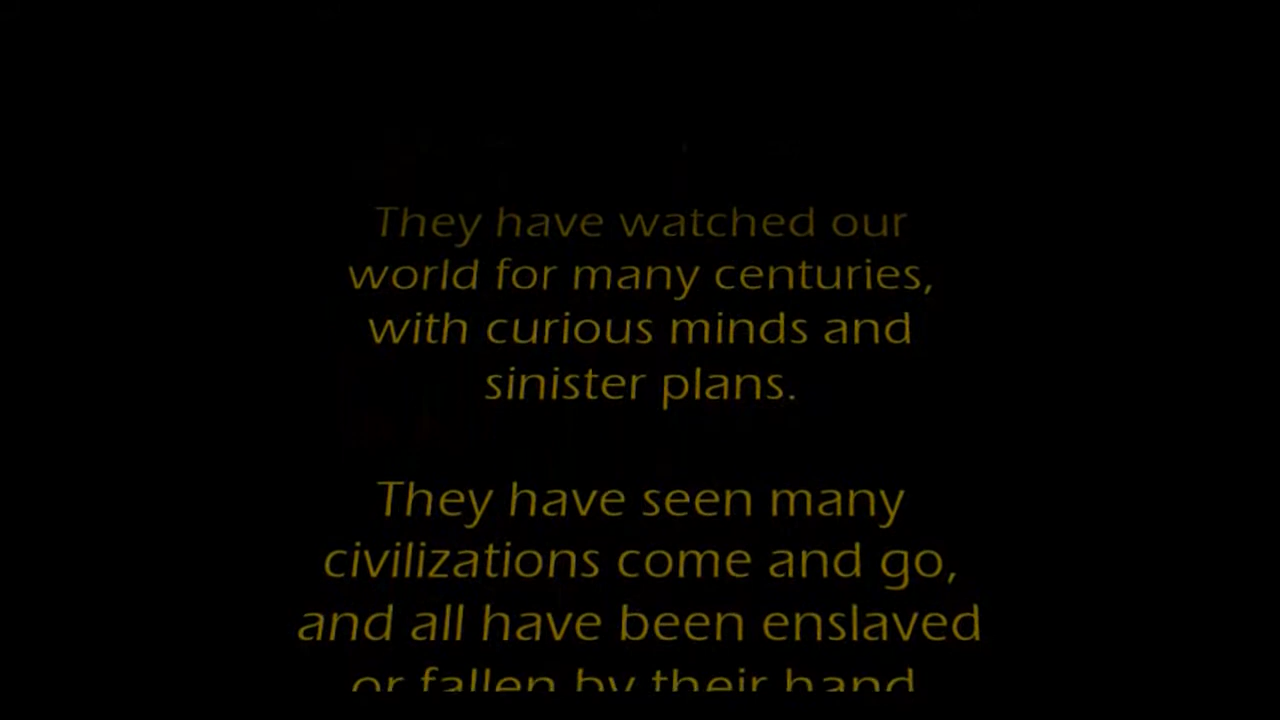 They have watched our
world for many centuries,
with curious minds and
sinister plans.
They have seen many
civilizations come and go,
and all have been enslaved
or fallen by their hand